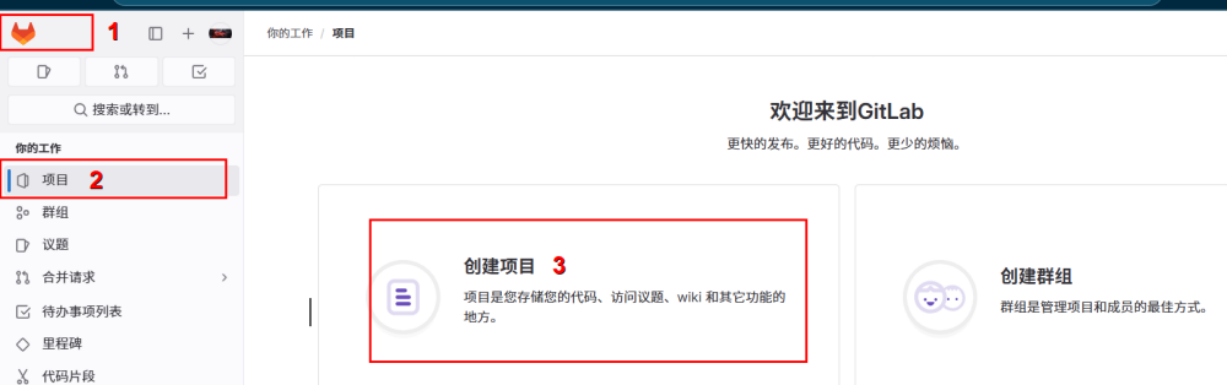 1
你的工作 / 项目
搜索或转到...
你的工作
项目 2
群组
议题
合并请求
待办事项列表
里程碑
代码片段
欢迎来到GitLab
更快的发布。更好的代码。更少的烦恼。
创建项目 3
项目是您存储您的代码、访问议题、wiki 和其它功能的
地方。
创建群组
群组是管理项目和成员的最佳方式。